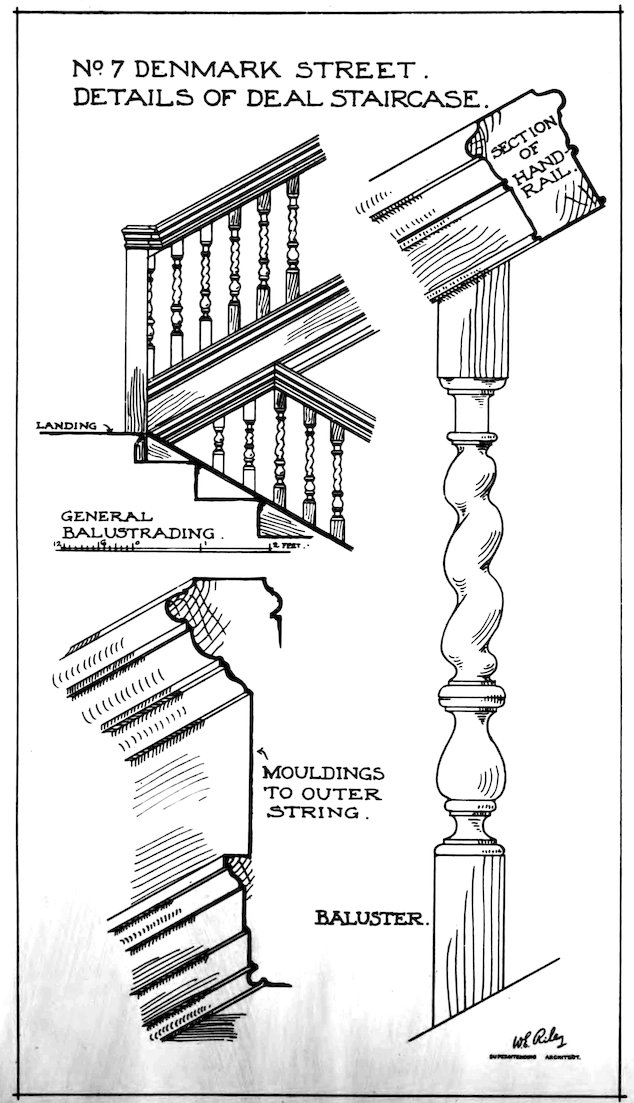 Nº 7 DENMARK STREET.
DETAILS OF DEAL STAIRCASE.
SECTION
OF
HAND-
RAIL.
LANDING
GENERAL
BALUSTRADING.
12 6 0 1 2 FEET.
MOULDINGS
TO OUTER
STRING.
BALUSTER.
W.E. Riley
SUPERINTENDING ARCHITECT.